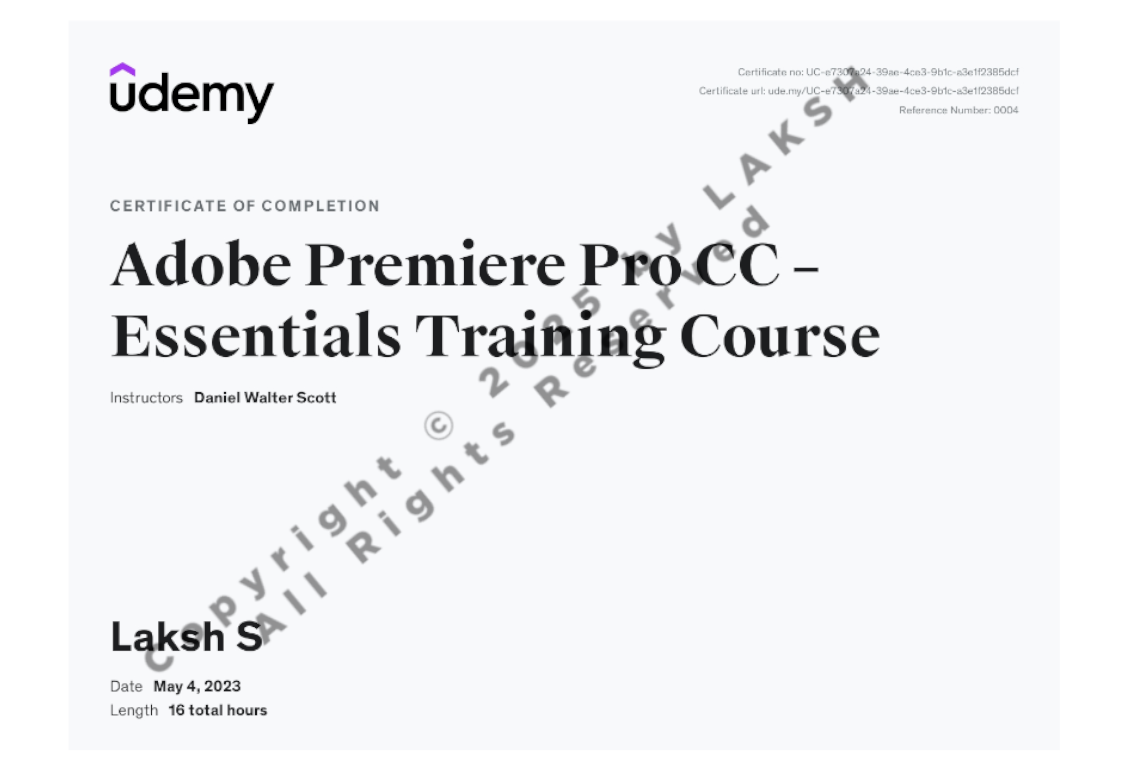 udemy
Certificate no: UC-e7307a24-39ae-4ce3-9b1c-a3e1f2385dcf
Certificate url: ude.my/UC-e7307a24-39ae-4ce3-9b1c-a3e1f2385dcf
Reference Number: 0004
CERTIFICATE OF COMPLETION
Adobe Premiere Pro CC –
Essentials Training Course
Instructors Daniel Walter Scott
Laksh S
Date May 4, 2023
Length 16 total hours
Copyright © 2025 by LAKSH
All Rights Reserved